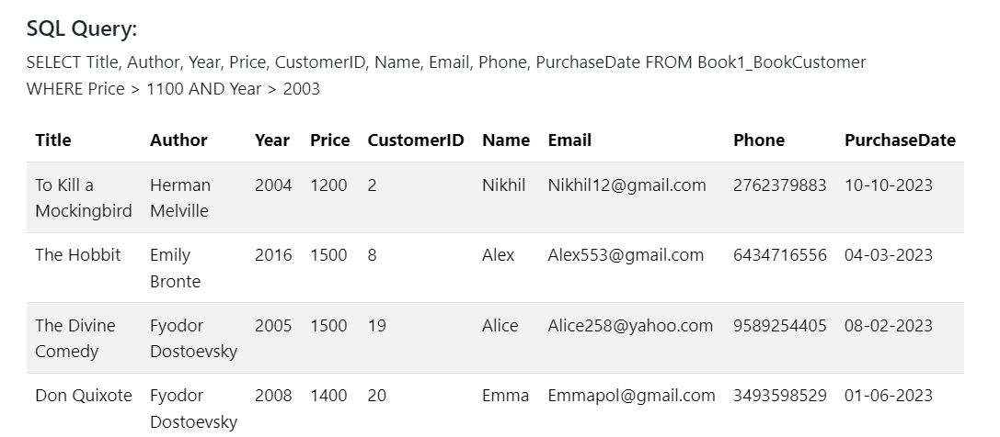 SQL Query:
SELECT Title, Author, Year, Price, CustomerID, Name, Email, Phone, PurchaseDate FROM Book1_BookCustomer
WHERE Price > 1100 AND Year > 2003
Title Author Year Price CustomerID Name Email Phone PurchaseDate
To Kill a Herman 2004 1200 2 Nikhil Nikhil12@gmail.com 2762379883 10-10-2023
Mockingbird Melville
The Hobbit Emily 2016 1500 8 Alex Alex553@gmail.com 6434716556 04-03-2023
Bronte
The Divine Fyodor 2005 1500 19 Alice Alice258@yahoo.com 9589254405 08-02-2023
Comedy Dostoevsky
Don Quixote Fyodor 2008 1400 20 Emma Emmapol@gmail.com 3493598529 01-06-2023
Dostoevsky